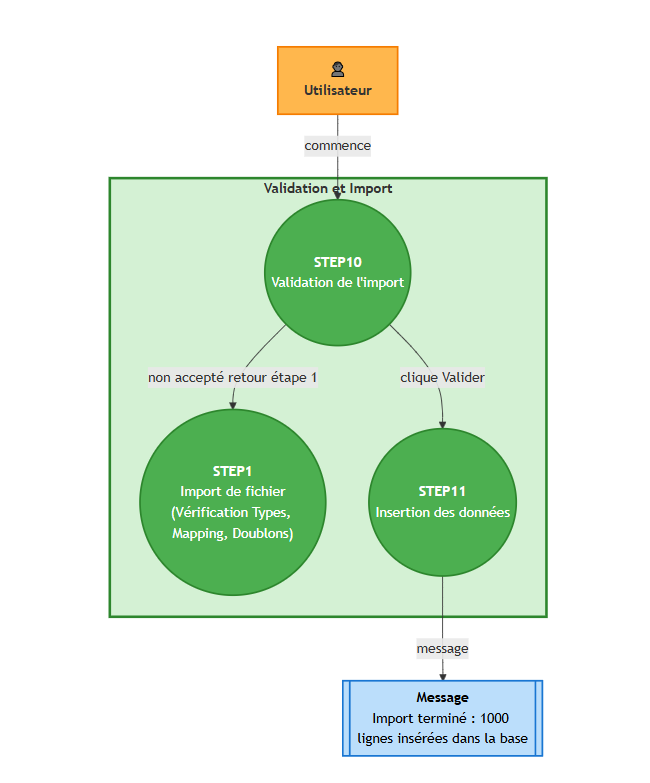 Utilisateur
commence
Validation et Import
STEP10
Validation de l'import
non accepté retour étape 1
clique Valider
STEP1
Import de fichier
(Vérification Types,
Mapping, Doublons)
STEP11
Insertion des données
message
Message
Import terminé : 1000
lignes insérées dans la base